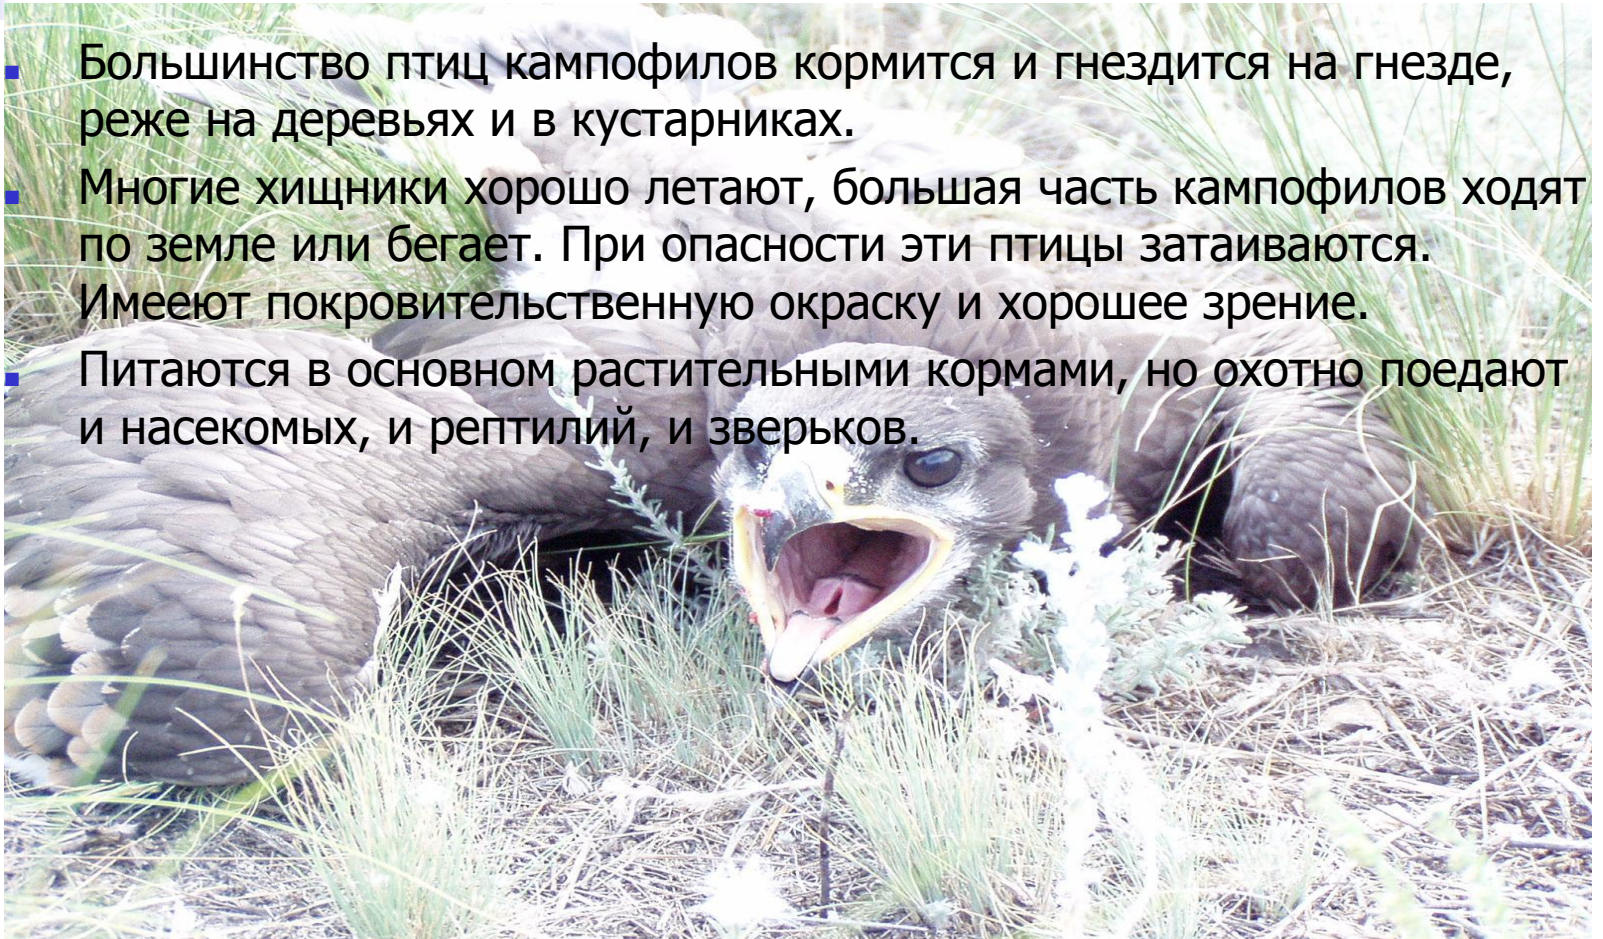 Большинство птиц кампофилов кормится и гнездится на гнезде,
реже на деревьях и в кустарниках.
Многие хищники хорошо летают, большая часть кампофилов ходят
по земле или бегает. При опасности эти птицы затаиваются.
Имееют покровительственную окраску и хорошее зрение.
Питаются в основном растительными кормами, но охотно поедают
и насекомых, и рептилий, и зверьков.